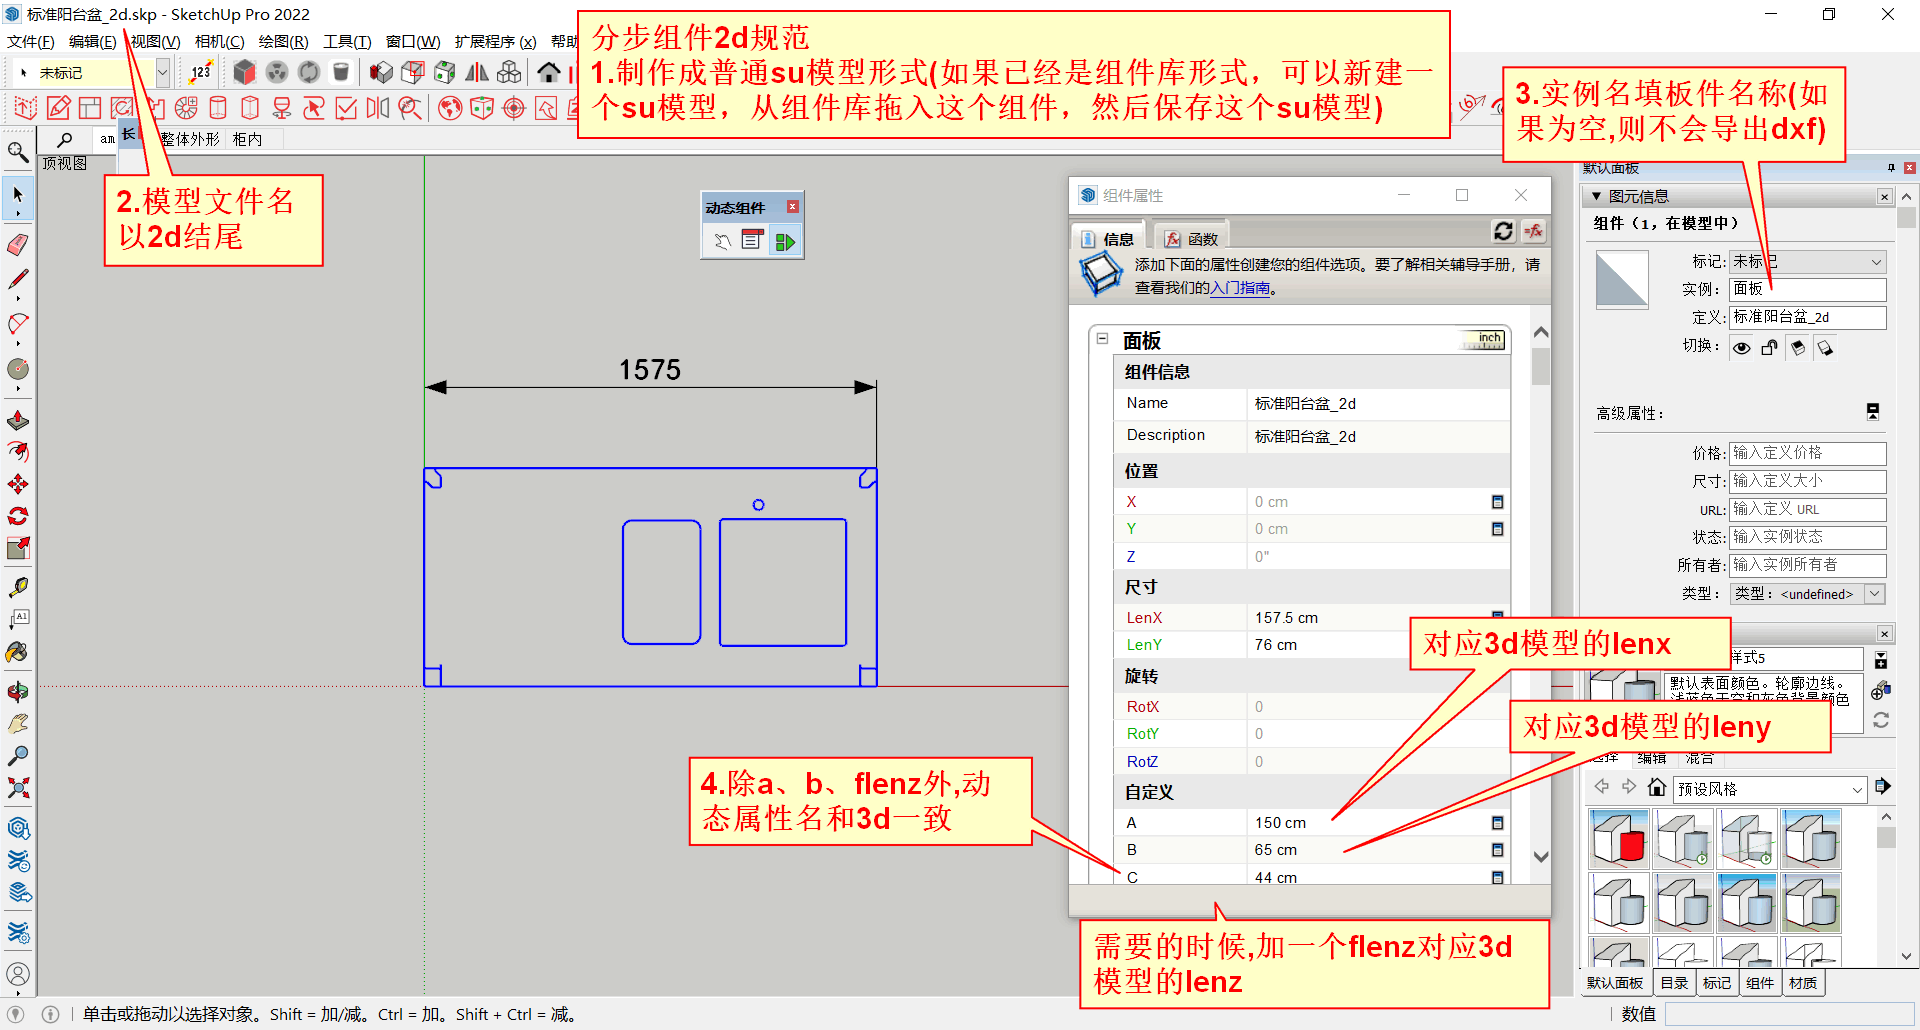 标准阳台盆_2d.skp - SketchUp Pro 2022
文件(F) 编辑(E) 视图(V) 相机(C) 绘图(R) 工具(T) 窗口(W) 扩展程序 (x) 帮助
分步组件2d规范
1.制作成普通su模型形式(如果已经是组件库形式，可以新建一
个su模型，从组件库拖入这个组件，然后保存这个su模型)
未标记
123
3.实例名填板件名称(如
果为空,则不会导出dxf)
am 长 整体外形 柜内
顶视图
2.模型文件名
以2d结尾
动态组件
1575
组件属性
信息 函数
添加下面的属性创建您的组件选项。要了解相关辅导手册，请
查看我们的入门指南。
面板 inch
组件信息
Name 标准阳台盆_2d
Description 标准阳台盆_2d
位置
X 0 cm
Y 0 cm
Z 0"
尺寸
LenX 157.5 cm
LenY 76 cm
旋转
RotX 0
RotY 0
RotZ 0
自定义
A 150 cm
B 65 cm
C 44 cm
对应3d模型的lenx
对应3d模型的leny
4.除a、b、flenz外,动
态属性名和3d一致
需要的时候,加一个flenz对应3d
模型的lenz
默认面板
图元信息
组件（1，在模型中）
标记: 未标记
实例: 面板
定义: 标准阳台盆_2d
切换:
高级属性:
价格: 输入定义价格
尺寸: 输入定义大小
URL: 输入定义 URL
状态: 输入实例状态
所有者: 输入实例所有者
类型: 类型: <undefined>
样式5
默认表面颜色。轮廓边线。
浅蓝色天空和灰色背景颜色
选择 编辑 混合
预设风格
默认面板 目录 标记 组件 材质
单击或拖动以选择对象。Shift = 加/减。Ctrl = 加。Shift + Ctrl = 减。
数值